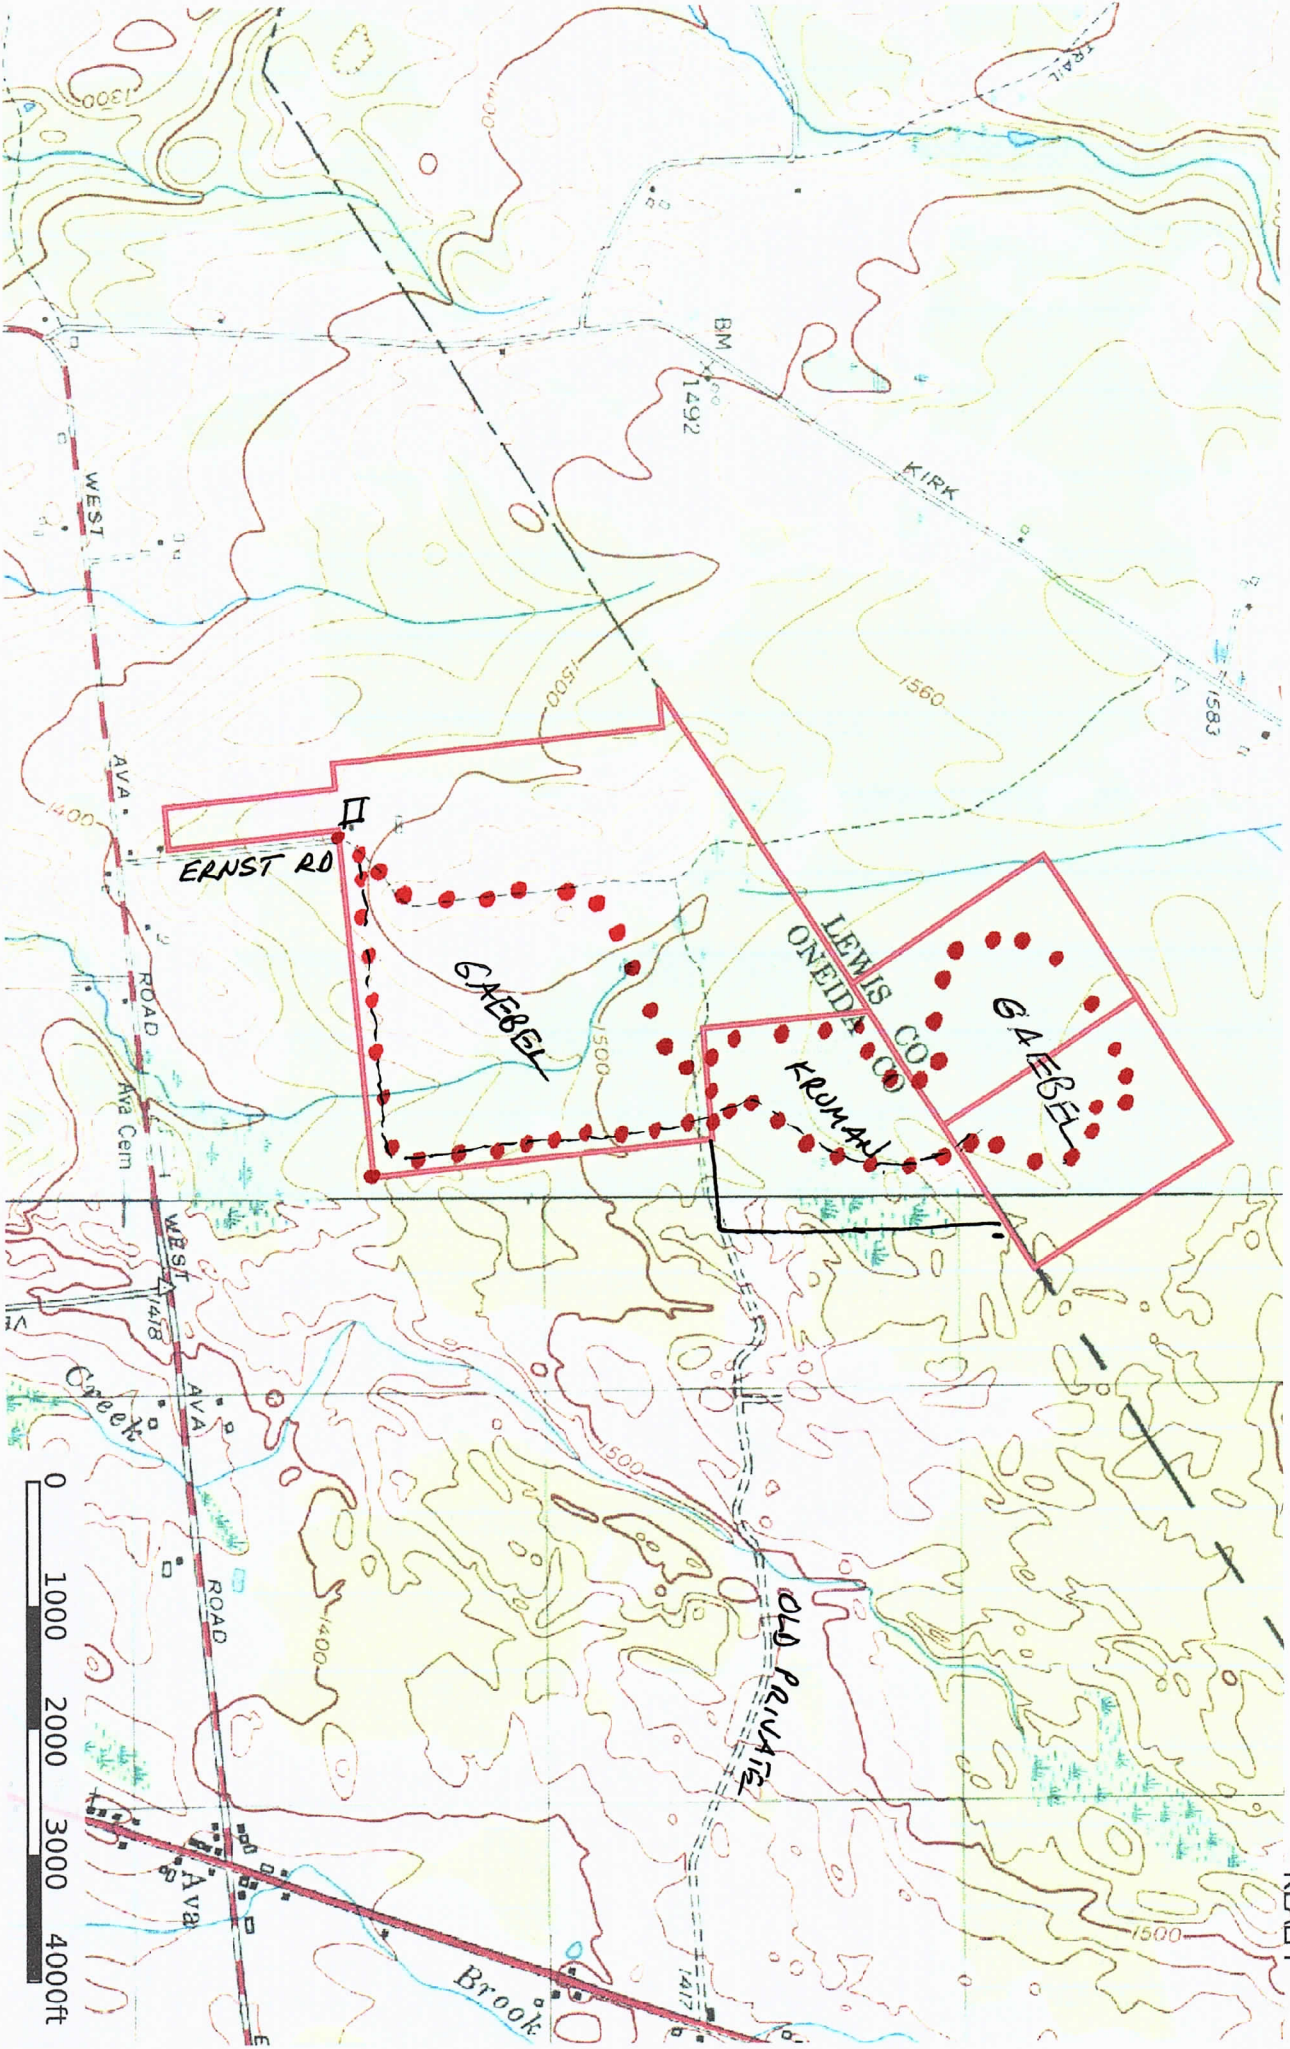 TRAIL
1300
1400
BM
1492
KIRK
1583
1560
1500
WEST
AVA
ROAD
1400
ERNST RD
GAEBEL
1500
LEWIS CO
ONEIDA CO
GAEBEL
KRUMAN
Ava Cem
WEST
AVA
ROAD
1418
Creek
1500
1400
OLD PRIVATE
1500
Ava
Brook
1417
E
0 1000 2000 3000 4000ft